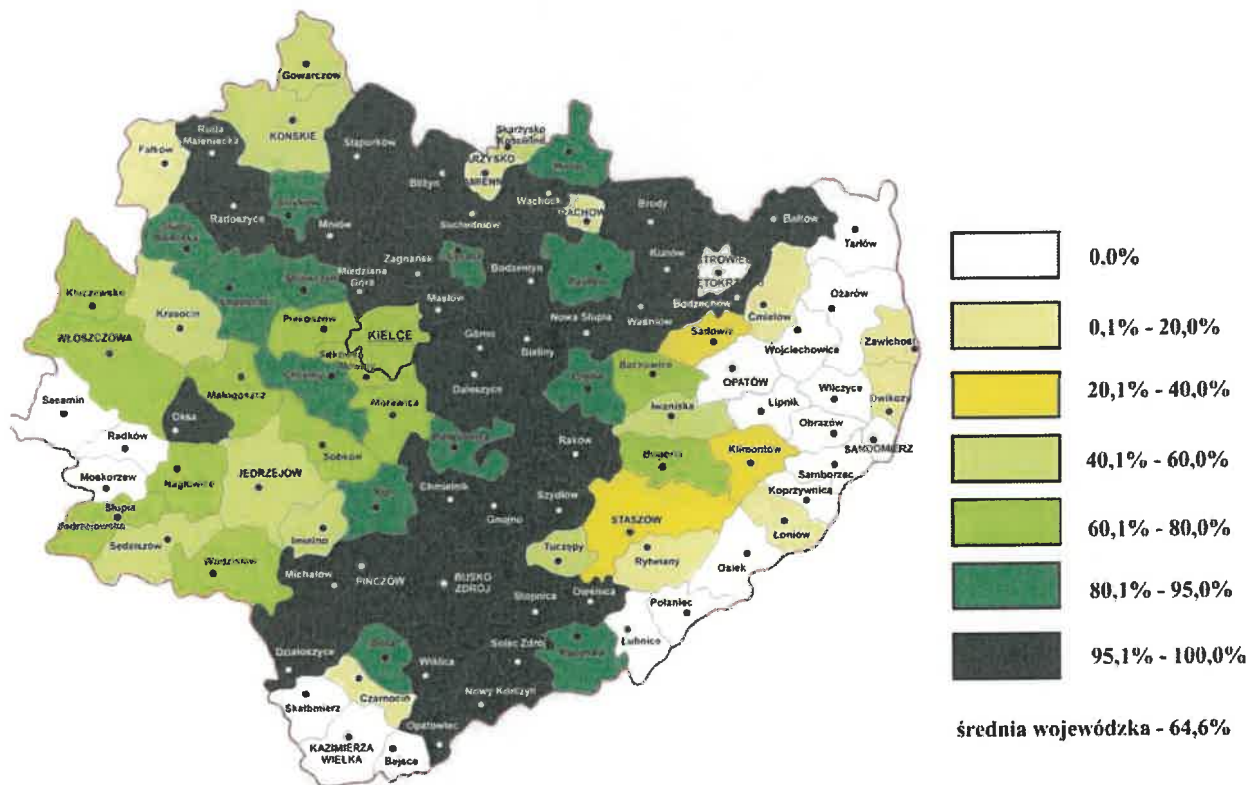 Gowarczów
KOŃSKIE
Ruda
Maleniecka
Fałków
Stąporków
Skarżysko
Bliżyn
Wąchock
Brody
Bałtów
Tarłów
Radoszyce
Mniów
Suchedniów
Kunów
Zagnańsk
Miedziana
Góra
Bodzentyn
Ożarów
Masłów
Bodzechów
Ćmielów
Krasocin
WŁOSZCZOWA
KIELCE
Górno
Bieliny
Nowa Słupia
Waśniów
Sadowie
Wojciechowice
Zawichost
Daleszyce
OPATÓW
Wilczyce
Dwikozy
Małogoszcz
Morawica
Lipnik
Iwaniska
Obrazów
SANDOMIERZ
Secemin
Oksa
Radków
Raków
Bogoria
Klimontów
Samborzec
Moskorzew
Sobków
JĘDRZEJÓW
Nagłowice
Chmielnik
Koprzywnica
Słupia
Szydłów
Gnojno
STASZÓW
Łoniów
Sędziszów
Imielno
Tuczępy
Rytwiany
Osiek
Wodzisław
Michałów
PIŃCZÓW
BUSKO
ZDRÓJ
Stopnica
Oleśnica
Połaniec
Łubnice
Działoszyce
Wiślica
Solec Zdrój
Czarnocin
Nowy Korczyn
Skalbmierz
Opatowiec
KAZIMIERZA
WIELKA
Bejsce
0.0%
0,1% - 20,0%
20,1% - 40,0%
40,1% - 60,0%
60,1% - 80,0%
80,1% - 95,0%
95,1% - 100,0%
średnia wojewódzka - 64,6%